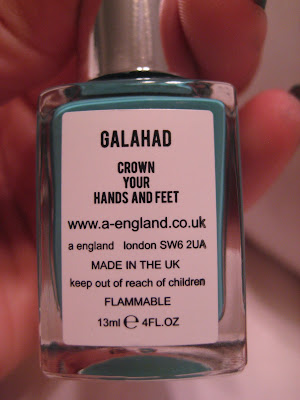 GALAHAD
CROWN
YOUR
HANDS AND FEET
www.a-england.co.uk
a england london SW6 2UA
MADE IN THE UK
keep out of reach of children
FLAMMABLE
13ml ℮ 4FL.OZ